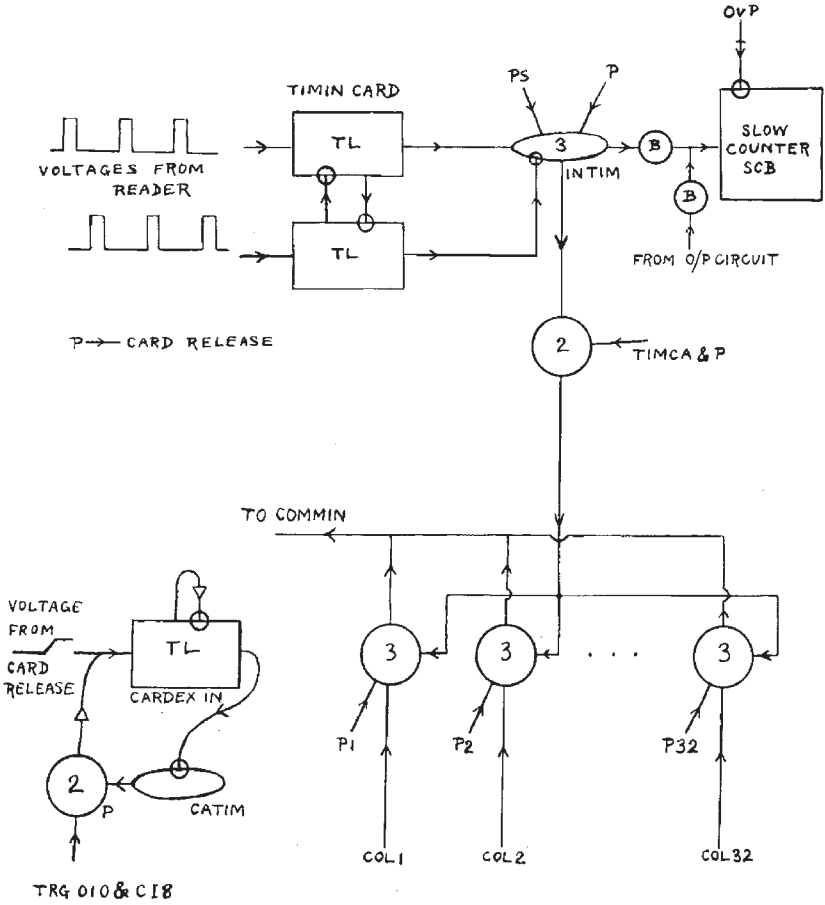 OVP
TIMIN CARD
PS
P
TL
3
B
SLOW
COUNTER
SCB
VOLTAGES FROM
READER
INTIM
B
TL
FROM O/P CIRCUIT
P
CARD RELEASE
2
TIMCA & P
TO COMMIN
VOLTAGE
FROM
CARD
RELEASE
TL
CARDEX IN
3
3
. . . .
3
P1
P2
P32
2
P
CATIM
COL1
COL2
COL32
TRG 010 & CI8